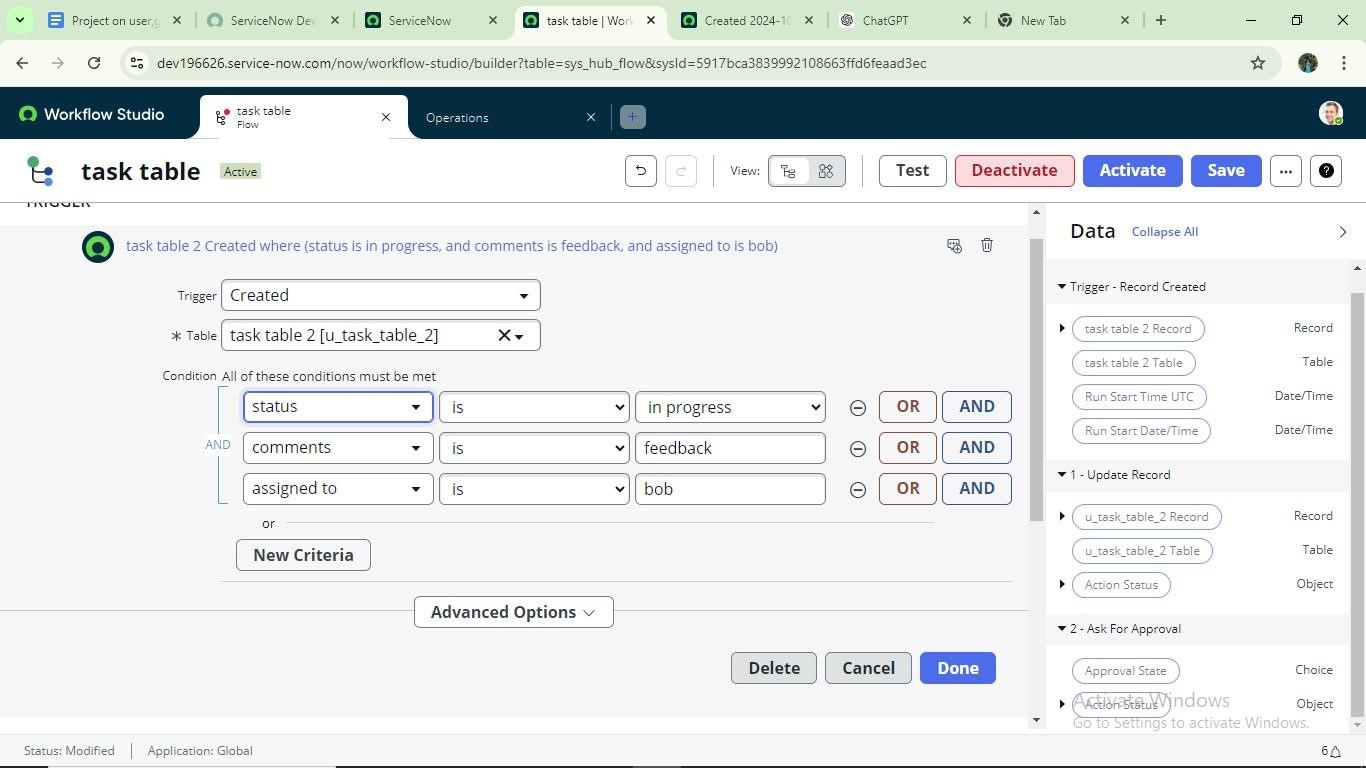 Project on user,g
ServiceNow Dev
ServiceNow
task table | Work
Created 2024-10
ChatGPT
New Tab
dev196626.service-now.com/now/workflow-studio/builder?table=sys_hub_flow&sysId=5917bca3839992108663ffd6feaad3ec
Workflow Studio
task table
Flow
Operations
task table
Active
View:
Test
Deactivate
Activate
Save
TRIGGER
task table 2 Created where (status is in progress, and comments is feedback, and assigned to is bob)
Trigger
Created
* Table
task table 2 [u_task_table_2]
Condition All of these conditions must be met
AND
status is in progress OR AND
comments is feedback OR AND
assigned to is bob OR AND
or
New Criteria
Advanced Options
Delete
Cancel
Done
Data
Collapse All
Trigger - Record Created
task table 2 Record Record
task table 2 Table Table
Run Start Time UTC Date/Time
Run Start Date/Time Date/Time
1 - Update Record
u_task_table_2 Record Record
u_task_table_2 Table Table
Action Status Object
2 - Ask For Approval
Approval State Choice
Action Status Object
Activate Windows
Go to Settings to activate Windows.
Status: Modified
Application: Global
6